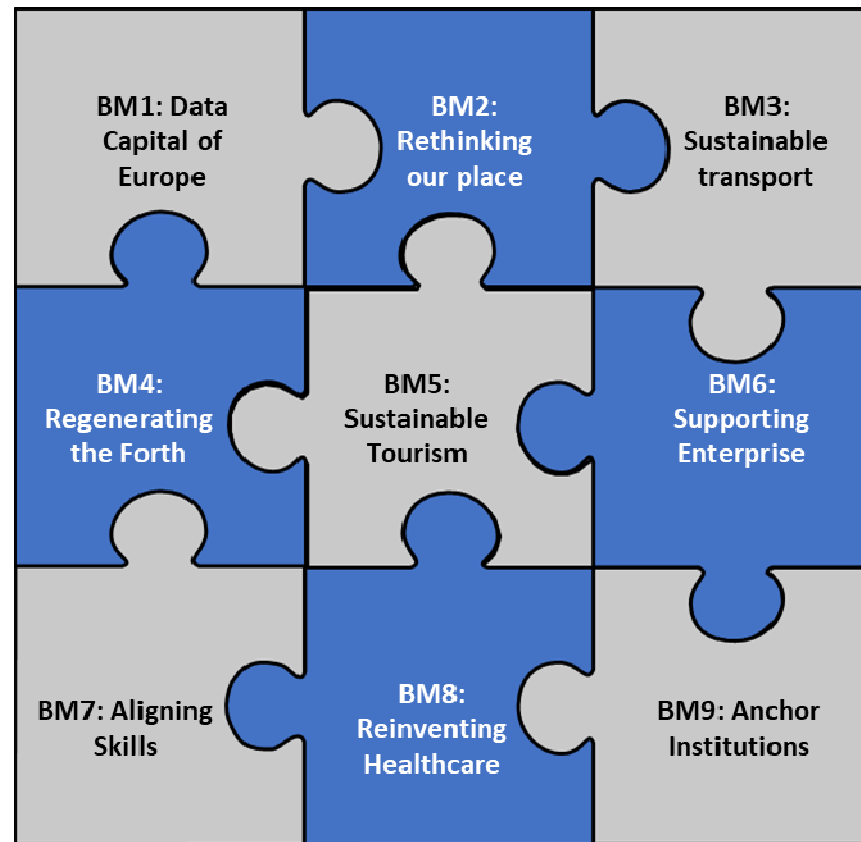 BM1: Data
Capital of
Europe
BM2:
Rethinking
our place
BM3:
Sustainable
transport
BM4:
Regenerating
the Forth
BM5:
Sustainable
Tourism
BM6:
Supporting
Enterprise
BM7: Aligning
Skills
BM8:
Reinventing
Healthcare
BM9: Anchor
Institutions